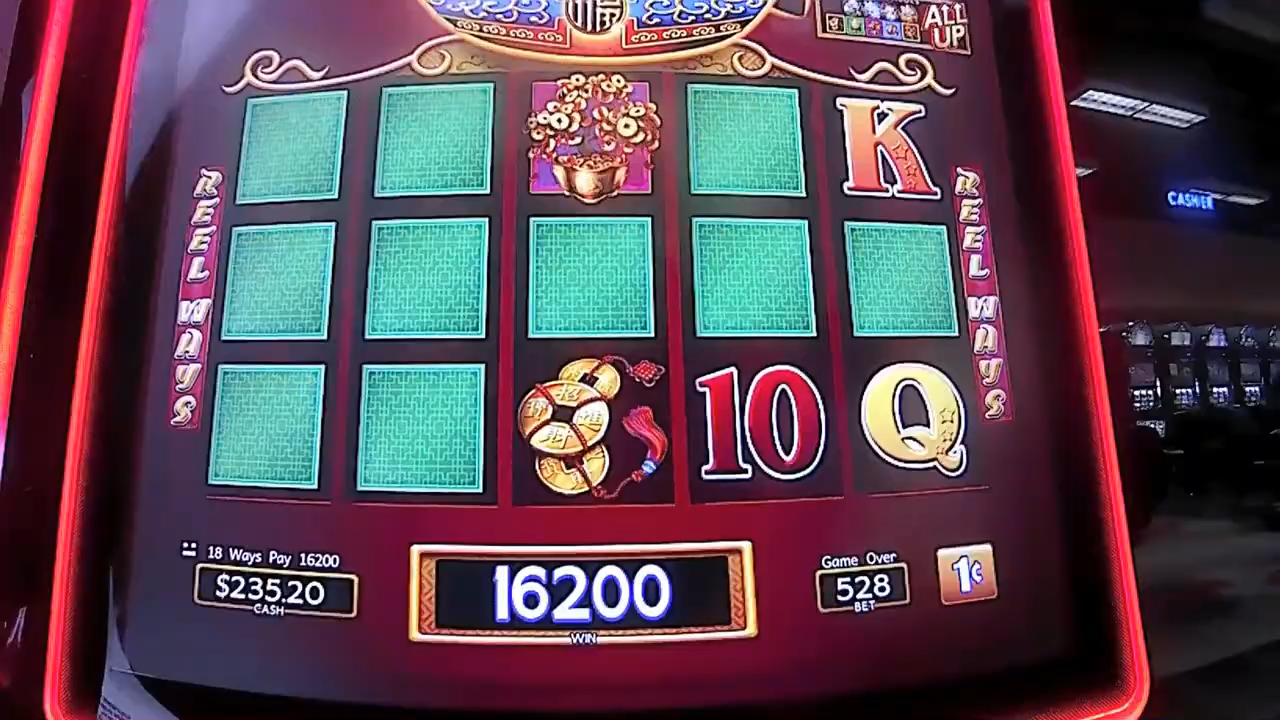 ALL
UP
K
REEL WAYS
REEL WAYS
CASHIER
10
Q
18 Ways Pay 16200
$235.20
CASH
16200
WIN
Game Over
528
BET
1¢